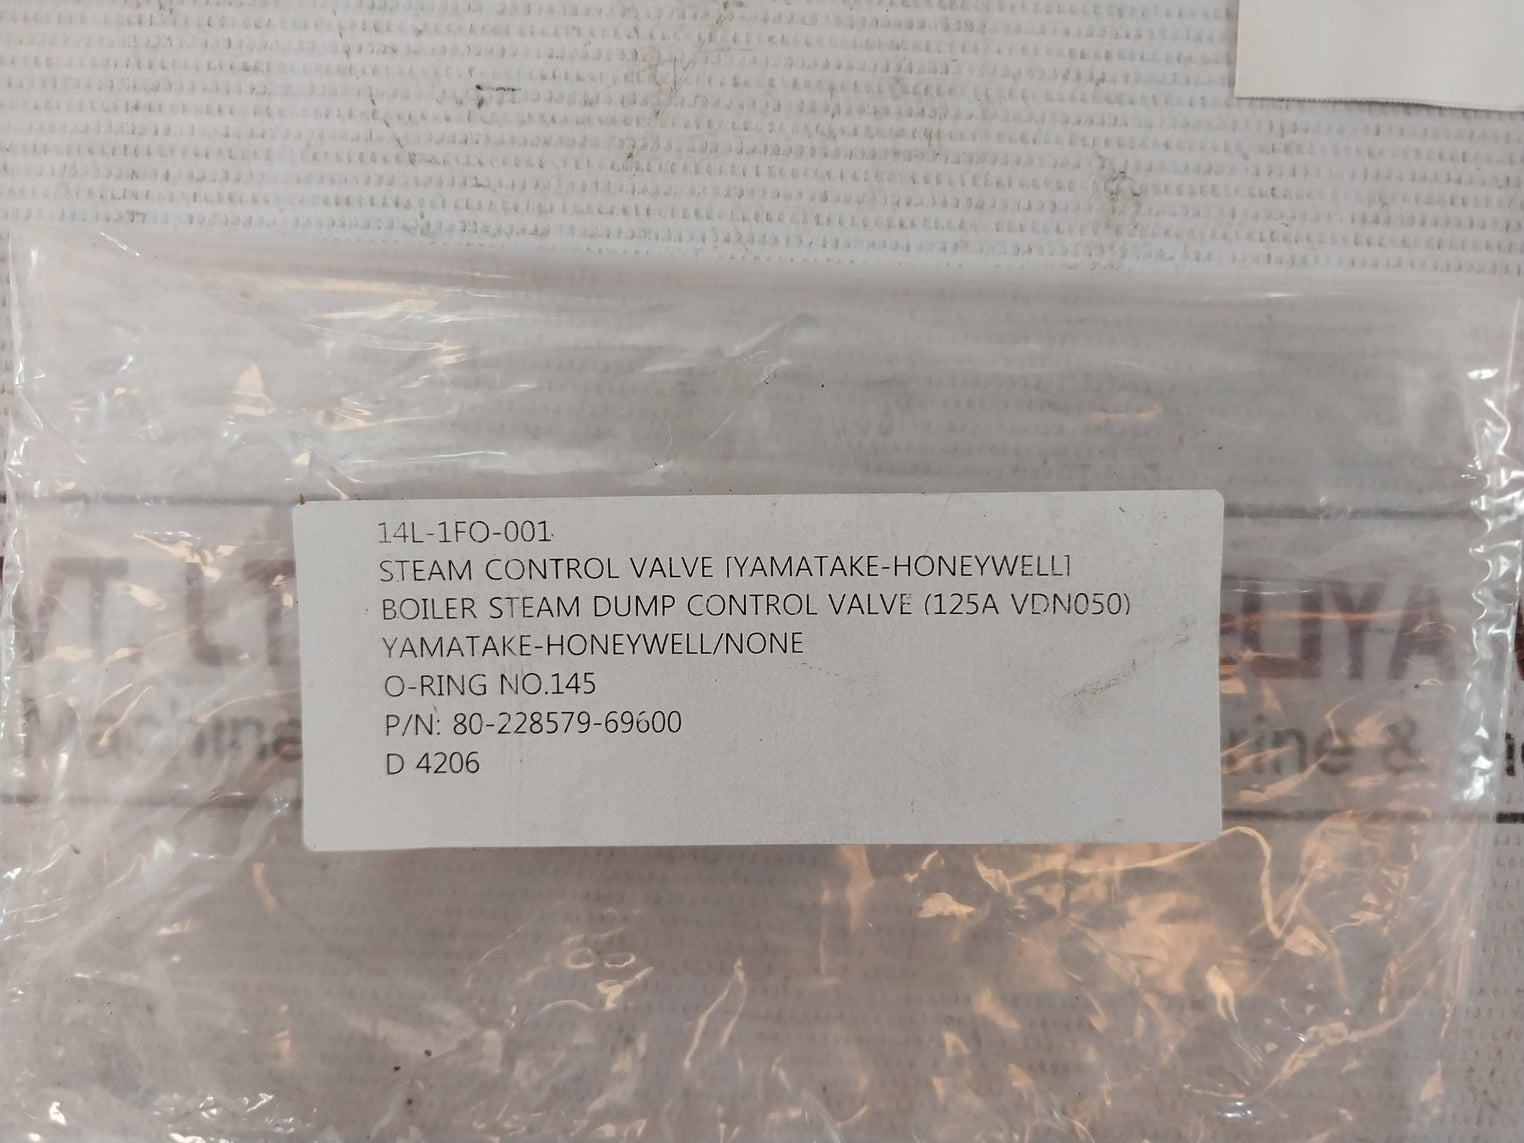 14L-1FO-001
STEAM CONTROL VALVE [YAMATAKE-HONEYWELL]
BOILER STEAM DUMP CONTROL VALVE (125A VDN050)
YAMATAKE-HONEYWELL/NONE
O-RING NO.145
P/N: 80-228579-69600
D 4206
Machine
&